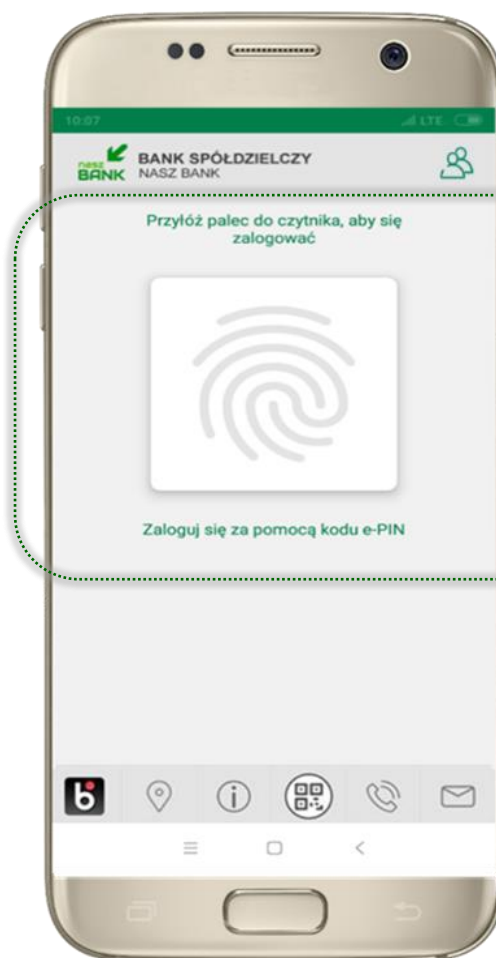 10:07
LTE
nasz
BANK
BANK SPÓŁDZIELCZY
NASZ BANK
Przyłóż palec do czytnika, aby się
zalogować
Zaloguj się za pomocą kodu e-PIN
b